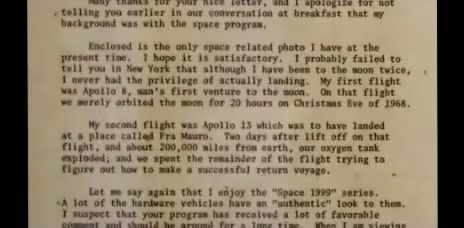 Many thanks for your nice letter, and I apologize for not
telling you earlier in our conversation at breakfast that my
background was with the space program.
Enclosed is the only space related photo I have at the
present time. I hope it is satisfactory. I probably failed to
tell you in New York that although I have been to the moon twice,
I never had the privilege of actually landing. My first flight
was Apollo 8, man's first venture to the moon. On that flight
we merely orbited the moon for 20 hours on Christmas Eve of 1968.
My second flight was Apollo 13 which was to have landed
at a place called Fra Mauro. Two days after lift off on that
flight, and about 200,000 miles from earth, our oxygen tank
exploded; and we spent the remainder of the flight trying to
figure out how to make a successful return voyage.
Let me say again that I enjoy the "Space 1999" series.
A lot of the hardware vehicles have an "authentic" look to them.
I suspect that your program has received a lot of favorable
comment and should be around for a long time. When I am viewing